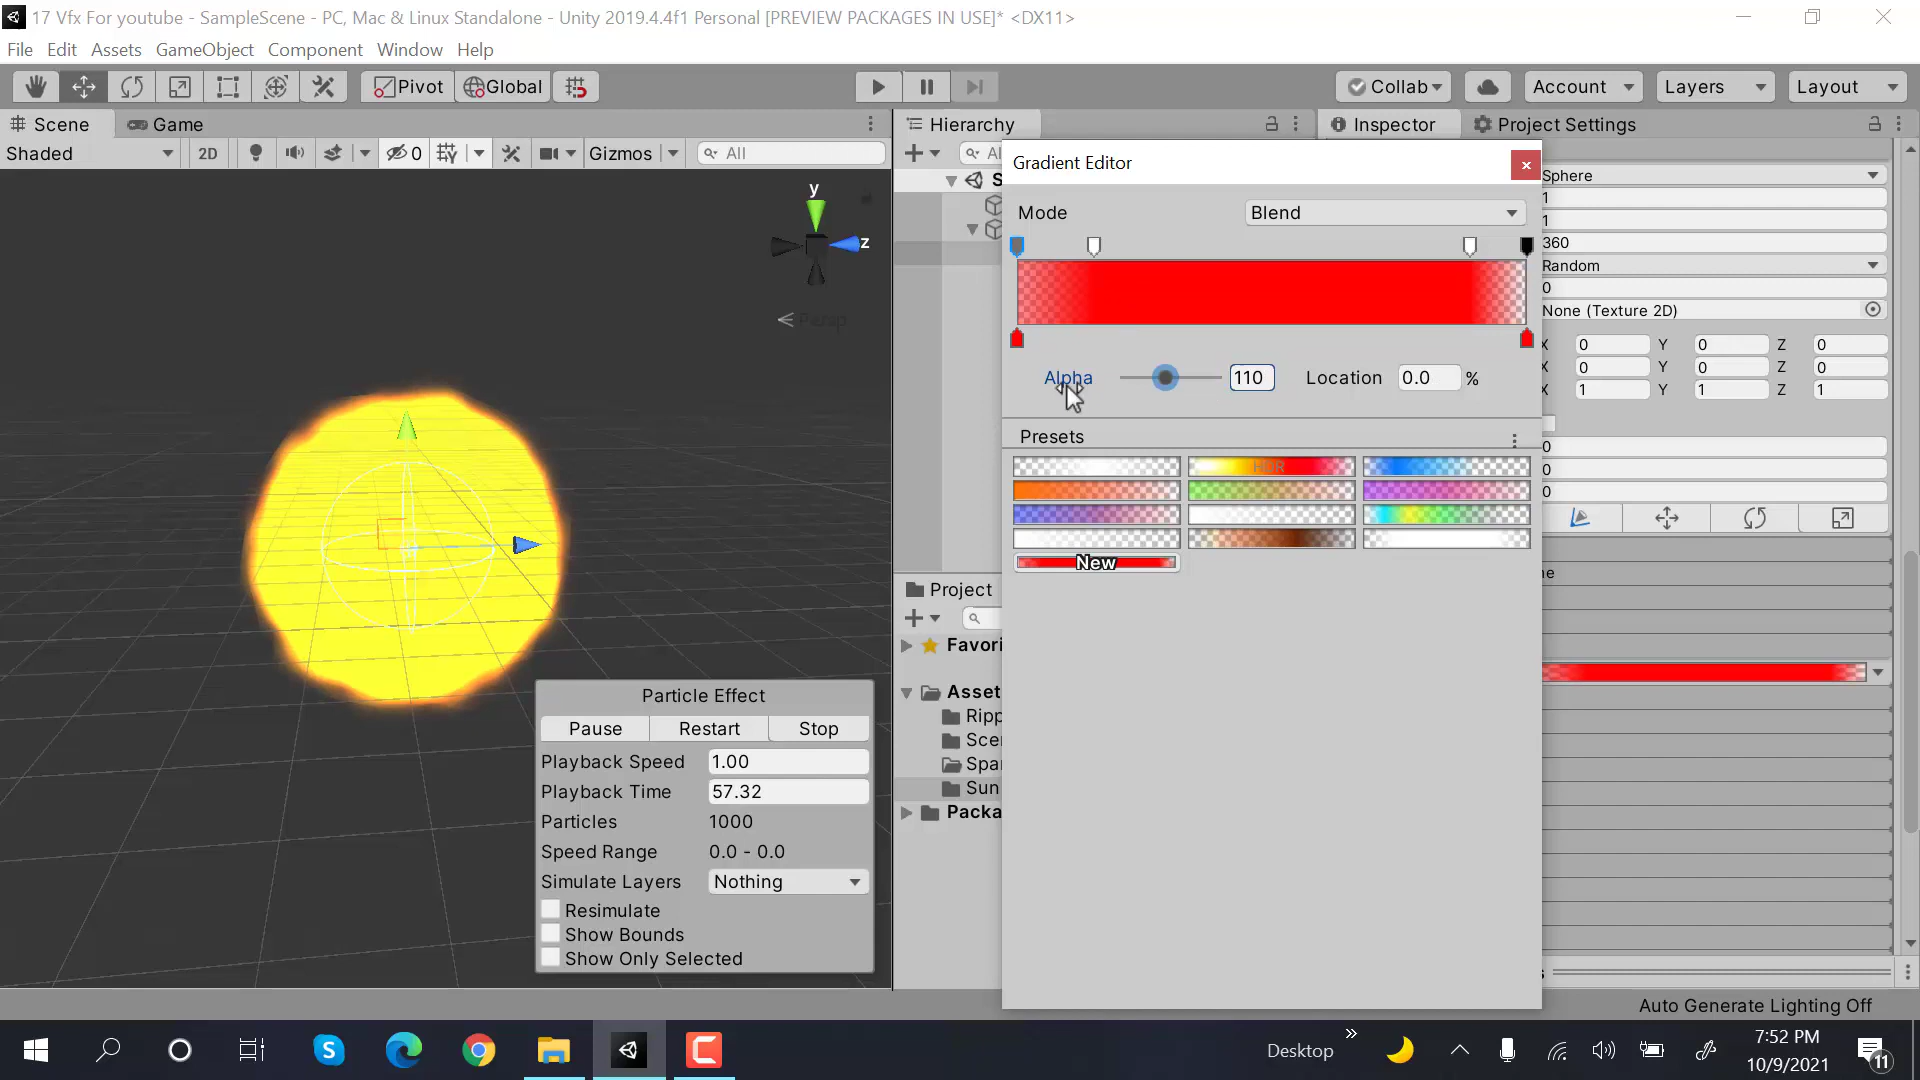 17 Vfx For youtube - SampleScene - PC, Mac & Linux Standalone - Unity 2019.4.4f1 Personal [PREVIEW PACKAGES IN USE]* <DX11>
File Edit Assets GameObject Component Window Help
Pivot Global Collab Account Layers Layout
Scene Game Hierarchy Inspector Project Settings
Shaded 2D 0 Gizmos All
Gradient Editor
Mode Blend
Alpha 110 Location 0.0 %
Presets
HDR
New
Sphere
1
1
360
Random
0
None (Texture 2D)
X 0 Y 0 Z 0
X 0 Y 0 Z 0
X 1 Y 1 Z 1
0
0
0
y
z
Persp
Project
Favori
Asset
Ripp
Scen
Spar
Sun
Packa
Particle Effect
Pause Restart Stop
Playback Speed 1.00
Playback Time 57.32
Particles 1000
Speed Range 0.0 - 0.0
Simulate Layers Nothing
Resimulate
Show Bounds
Show Only Selected
Auto Generate Lighting Off
Desktop
7:52 PM
10/9/2021
11